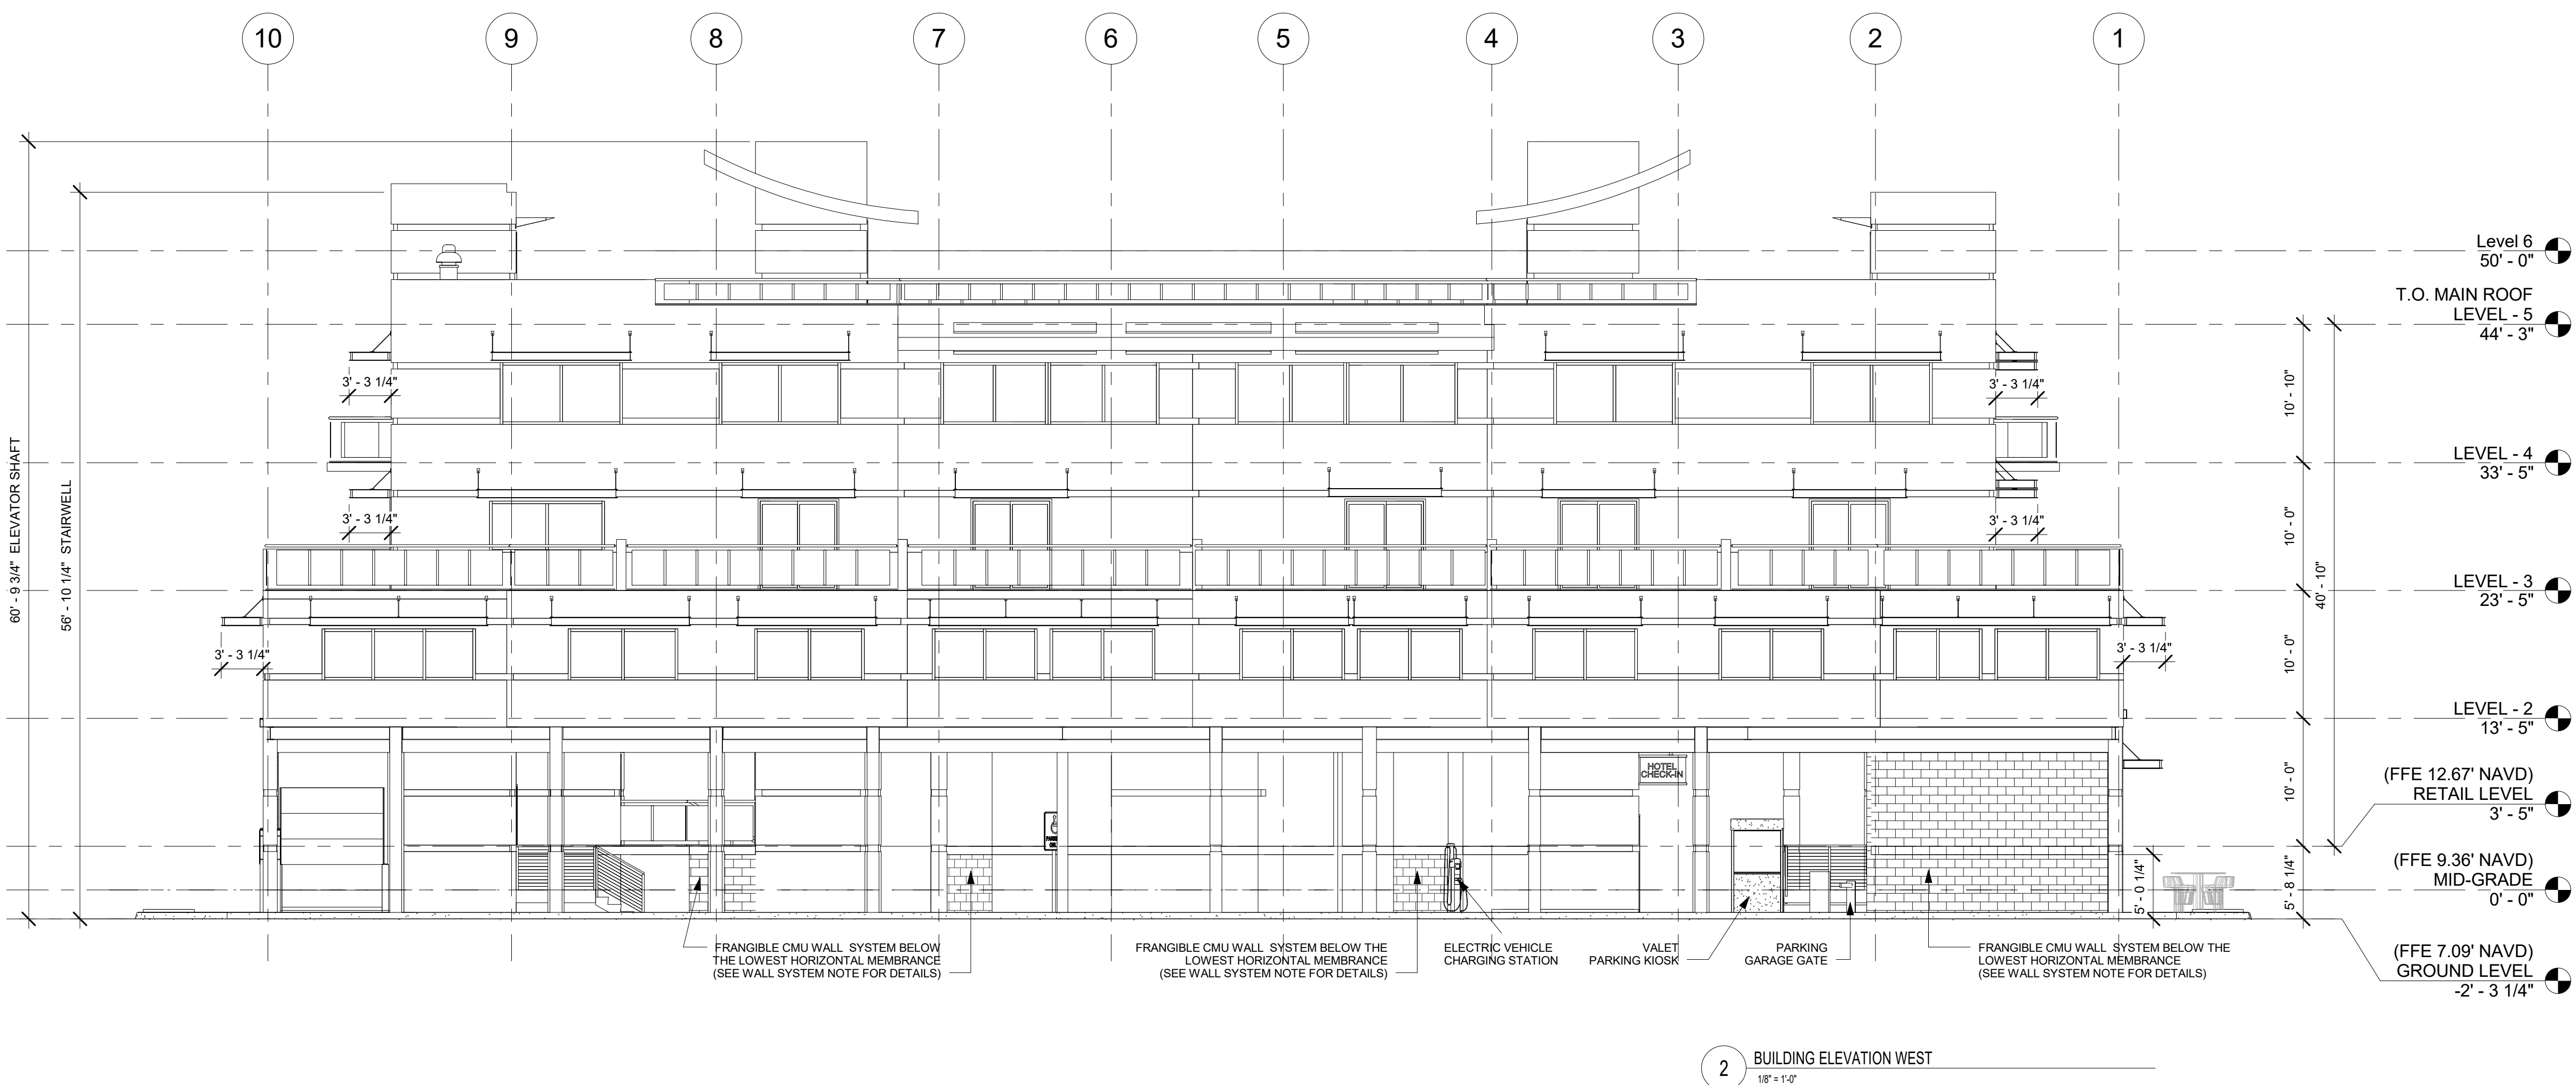 10
9
8
7
6
5
4
3
2
1
60' - 9 3/4" ELEVATOR SHAFT
56' - 10 1/4" STAIRWELL
Level 6
50' - 0"
T.O. MAIN ROOF
LEVEL - 5
44' - 3"
3' - 3 1/4"
3' - 3 1/4"
10' - 10"
LEVEL - 4
33' - 5"
3' - 3 1/4"
3' - 3 1/4"
10' - 0"
40' - 10"
LEVEL - 3
23' - 5"
3' - 3 1/4"
3' - 3 1/4"
10' - 0"
LEVEL - 2
13' - 5"
HOTEL
CHECK-IN
10' - 0"
(FFE 12.67' NAVD)
RETAIL LEVEL
3' - 5"
5' - 0 1/4"
5' - 8 1/4"
(FFE 9.36' NAVD)
MID-GRADE
0' - 0"
FRANGIBLE CMU WALL SYSTEM BELOW
THE LOWEST HORIZONTAL MEMBRANCE
(SEE WALL SYSTEM NOTE FOR DETAILS)
FRANGIBLE CMU WALL SYSTEM BELOW THE
LOWEST HORIZONTAL MEMBRANCE
(SEE WALL SYSTEM NOTE FOR DETAILS)
ELECTRIC VEHICLE
CHARGING STATION
VALET
PARKING KIOSK
PARKING
GARAGE GATE
FRANGIBLE CMU WALL SYSTEM BELOW THE
LOWEST HORIZONTAL MEMBRANCE
(SEE WALL SYSTEM NOTE FOR DETAILS)
(FFE 7.09' NAVD)
GROUND LEVEL
-2' - 3 1/4"
2
BUILDING ELEVATION WEST
1/8" = 1'-0"